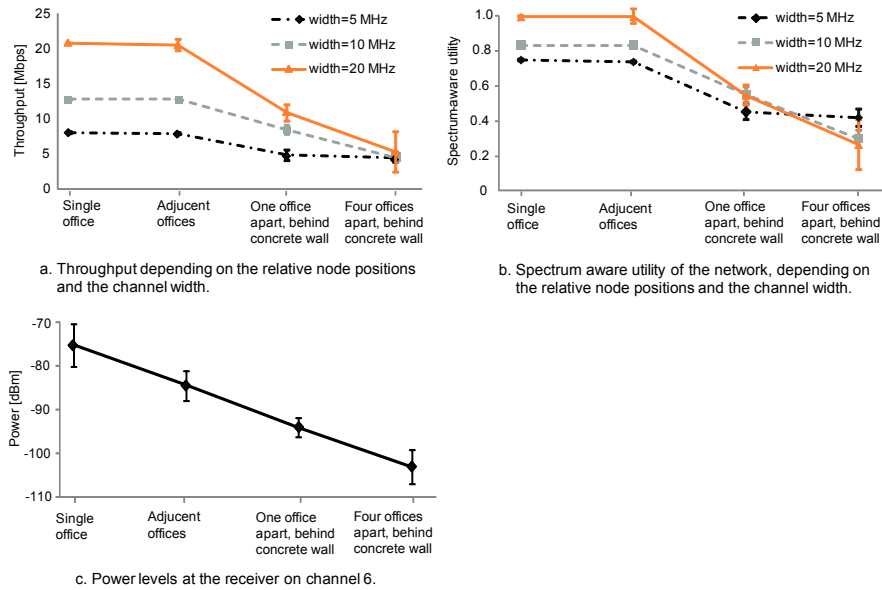 Throughput [Mbps]
25
20
15
10
5
0
width=5 MHz
width=10 MHz
width=20 MHz
Single
office
Adjucent
offices
One office
apart, behind
concrete wall
Four offices
apart, behind
concrete wall
a. Throughput depending on the relative node positions
and the channel width.
Spectrum-aware utility
1.0
0.8
0.6
0.4
0.2
0
width=5 MHz
width=10 MHz
width=20 MHz
Single
office
Adjucent
offices
One office
apart, behind
concrete wall
Four offices
apart, behind
concrete wall
b. Spectrum aware utility of the network, depending on
the relative node positions and the channel width.
Power [dBm]
-70
-80
-90
-100
-110
Single
office
Adjucent
offices
One office
apart, behind
concrete wall
Four offices
apart, behind
concrete wall
c. Power levels at the receiver on channel 6.